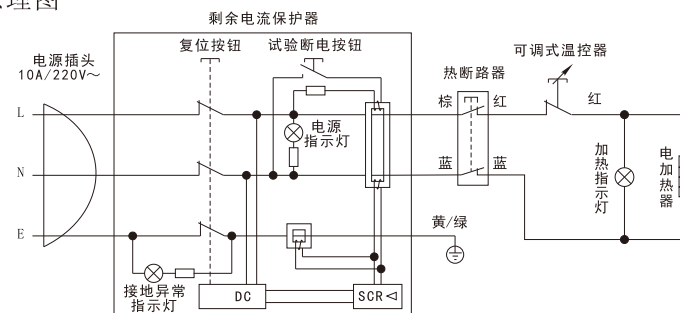 理图
剩余电流保护器
电源插头
10A/220V～
复位按钮
试验断电按钮
热断路器
可调式温控器
L
棕
红
红
电源
指示灯
N
蓝
蓝
加热指示灯
电加热器
E
黄/绿
接地异常
指示灯
DC
SCR